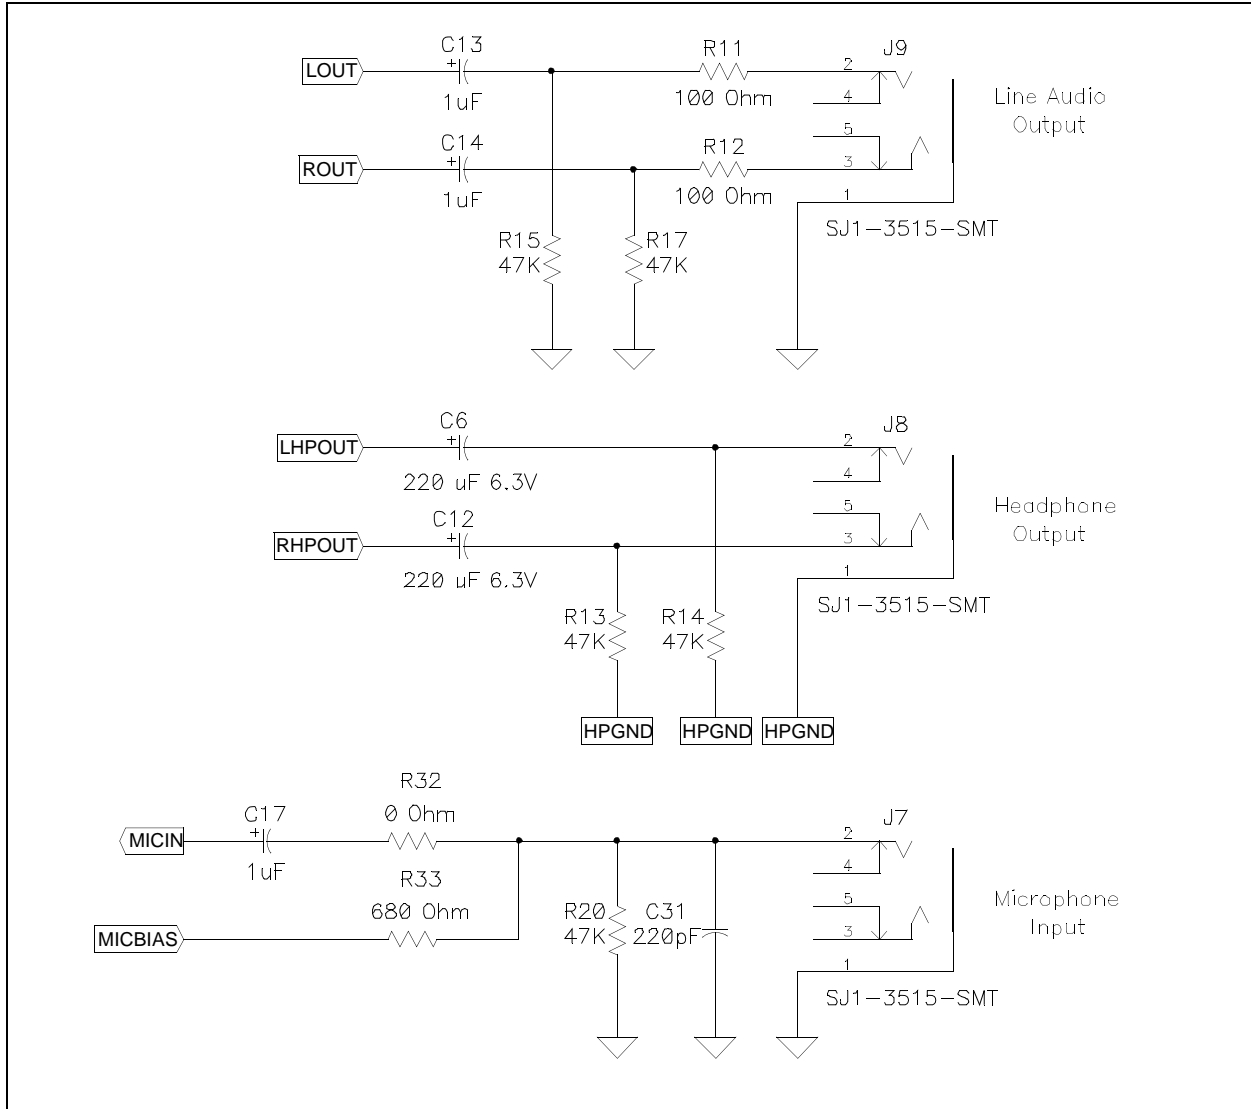 C13
+
1uF
LOUT
R11
100 Ohm
J9
2
4
5
3
1
Line Audio
Output
SJ1-3515-SMT
C14
+
1uF
ROUT
R12
100 Ohm
R15
47K
R17
47K
C6
+
220 uF 6.3V
LHPOUT
J8
2
4
5
3
1
Headphone
Output
SJ1-3515-SMT
C12
+
220 uF 6.3V
RHPOUT
R13
47K
R14
47K
HPGND
HPGND
HPGND
R32
0 Ohm
C17
+
1uF
MICIN
R33
680 Ohm
MICBIAS
R20
47K
C31
220pF
J7
2
4
5
3
1
Microphone
Input
SJ1-3515-SMT